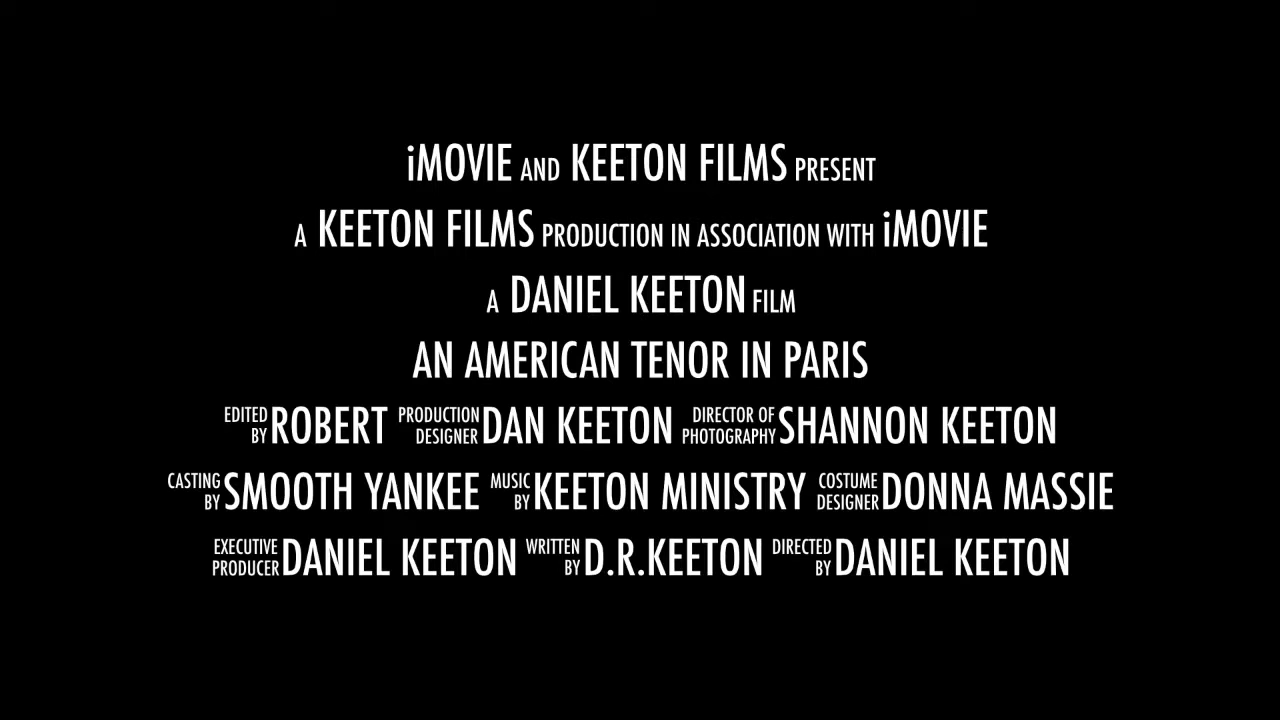 iMOVIE AND KEETON FILMS PRESENT
A KEETON FILMS PRODUCTION IN ASSOCIATION WITH iMOVIE
A DANIEL KEETON FILM
AN AMERICAN TENOR IN PARIS
EDITED BY ROBERT PRODUCTION DESIGNER DAN KEETON DIRECTOR OF PHOTOGRAPHY SHANNON KEETON
CASTING BY SMOOTH YANKEE MUSIC BY KEETON MINISTRY COSTUME DESIGNER DONNA MASSIE
EXECUTIVE PRODUCER DANIEL KEETON WRITTEN BY D.R.KEETON DIRECTED BY DANIEL KEETON